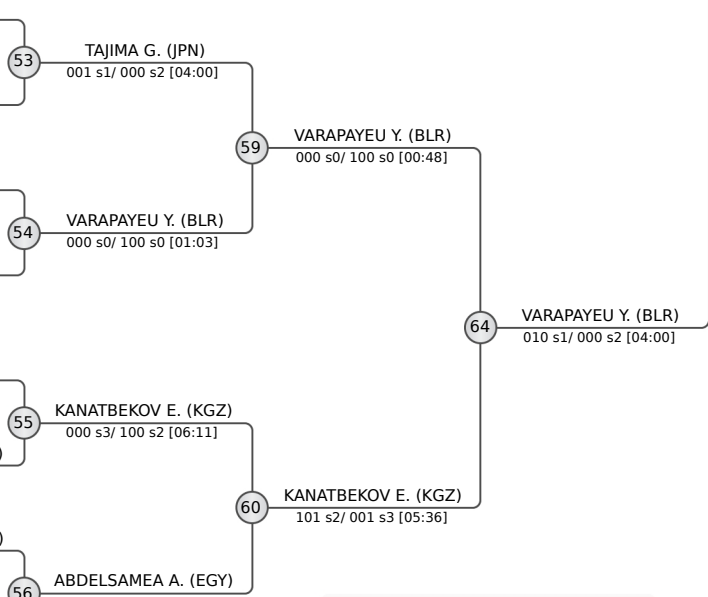 53
TAJIMA G. (JPN)
001 s1/ 000 s2 [04:00]
59
VARAPAYEU Y. (BLR)
000 s0/ 100 s0 [00:48]
54
VARAPAYEU Y. (BLR)
000 s0/ 100 s0 [01:03]
64
VARAPAYEU Y. (BLR)
010 s1/ 000 s2 [04:00]
55
KANATBEKOV E. (KGZ)
000 s3/ 100 s2 [06:11]
)
60
KANATBEKOV E. (KGZ)
101 s2/ 001 s3 [05:36]
)
56
ABDELSAMEA A. (EGY)